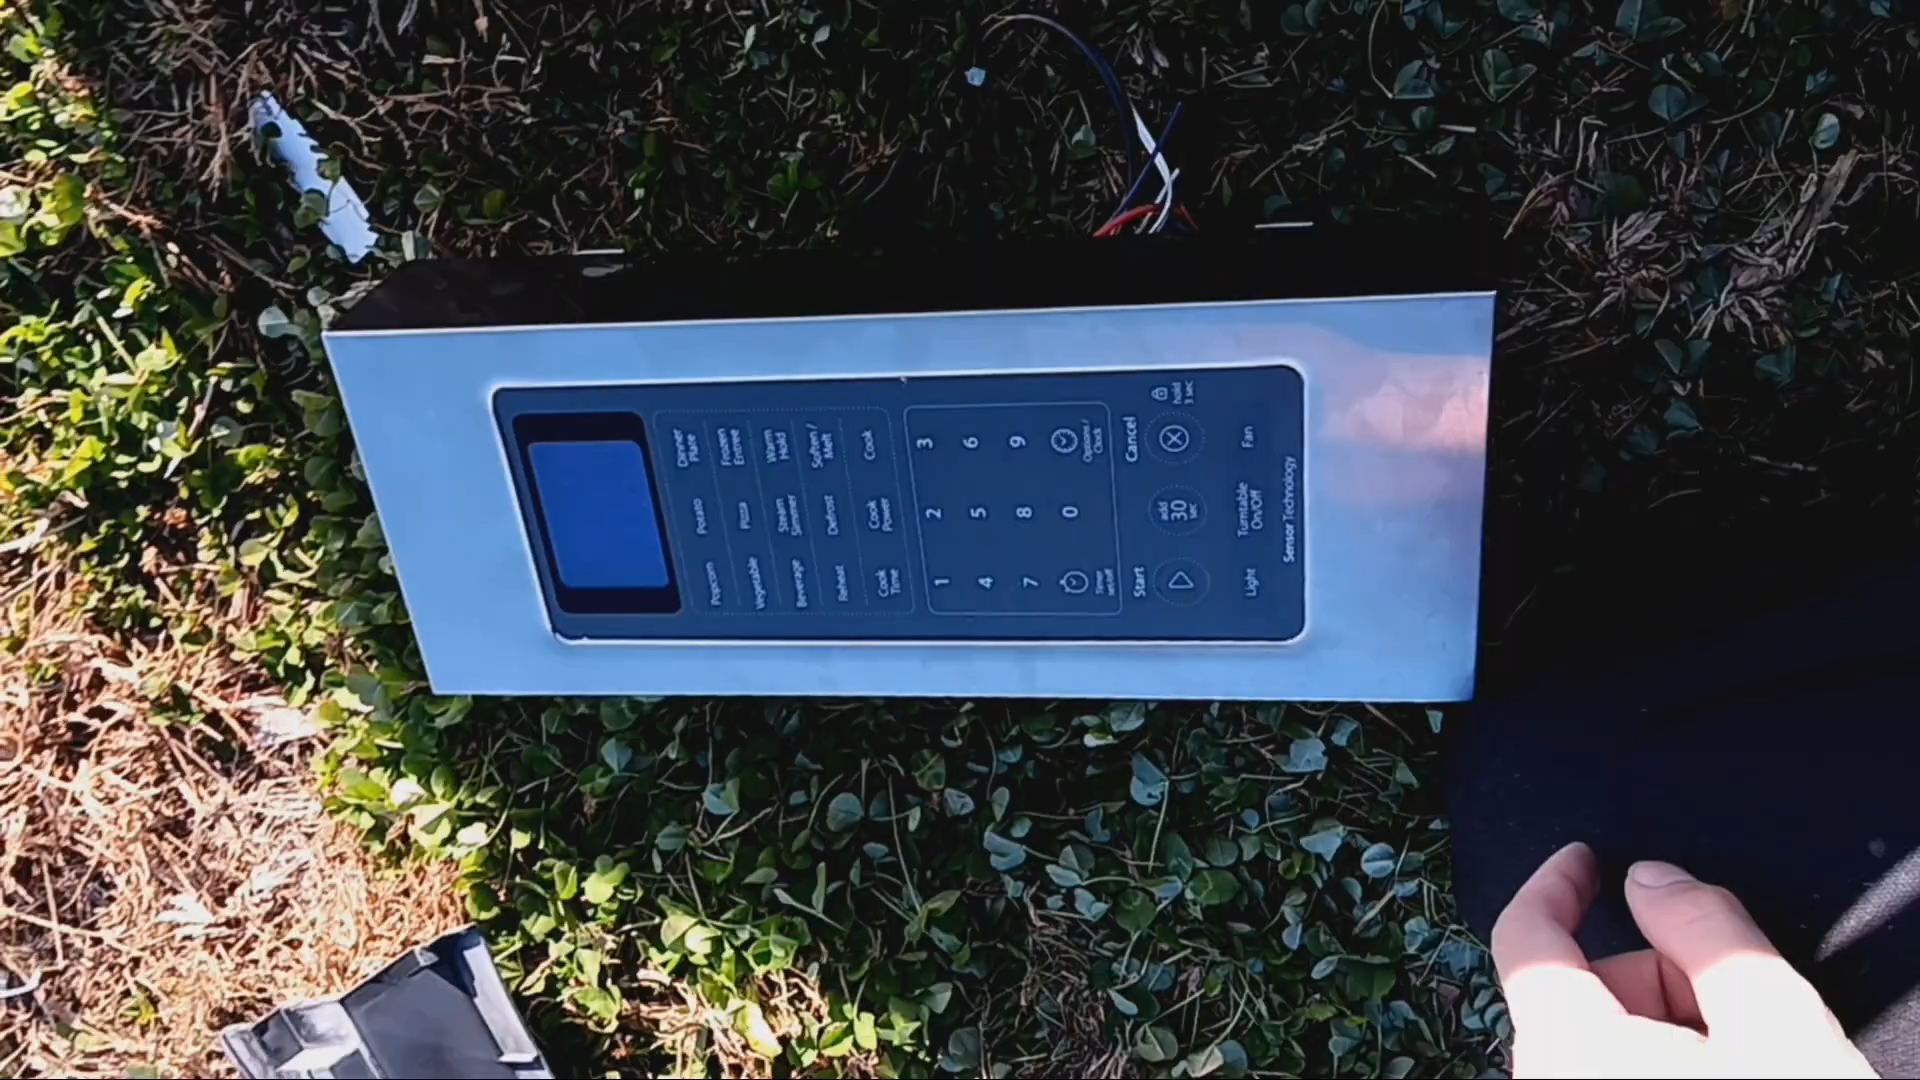 Popcorn
Potato
Dinner
Plate
Vegetable
Pizza
Frozen
Entree
Beverage
Steam
Simmer
Warm
Hold
Reheat
Defrost
Soften /
Melt
Cook
Time
Cook
Power
Cook
1
2
3
4
5
6
7
8
9
Timer
set/off
0
Options /
Clock
Start
Cancel
add
30
sec
hold
3 sec
Light
Turntable
On/Off
Fan
Sensor Technology